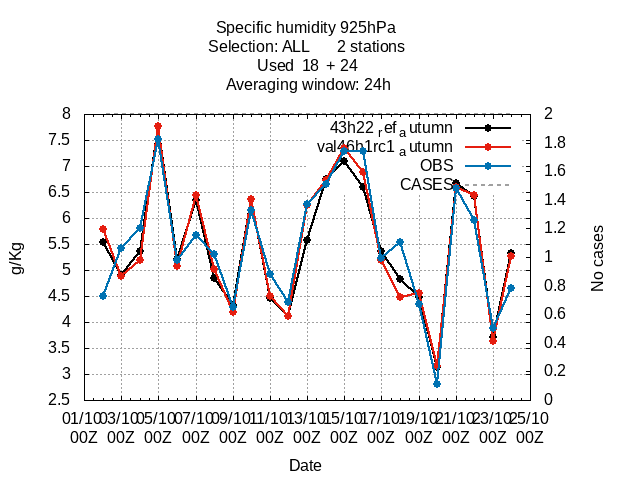 Specific humidity 925hPa
Selection: ALL 2 stations
Used 18 + 24
Averaging window: 24h
8 2
43h22 ref a utumn
7.5 1.8
val46h1rc1 a utumn
7 1.6
OBS
6.5 1.4
CASES
6 1.2
5.5 1
5 0.8
4.5 0.6
4 0.4
3.5 0.2
3 0
2.5
g/Kg
No cases
01/10 03/10 05/10 07/10 09/10 11/10 13/10 15/10 17/10 19/10 21/10 23/10 25/10
00Z 00Z 00Z 00Z 00Z 00Z 00Z 00Z 00Z 00Z 00Z 00Z 00Z
Date